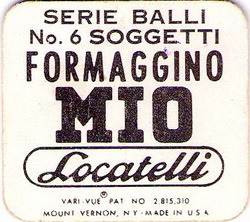 SERIE BALLI
No. 6 SOGGETTI
FORMAGGINO
MIO
Locatelli
VARI-VUE ® PAT NO 2,815,310
MOUNT VERNON, N.Y. - MADE IN U S A